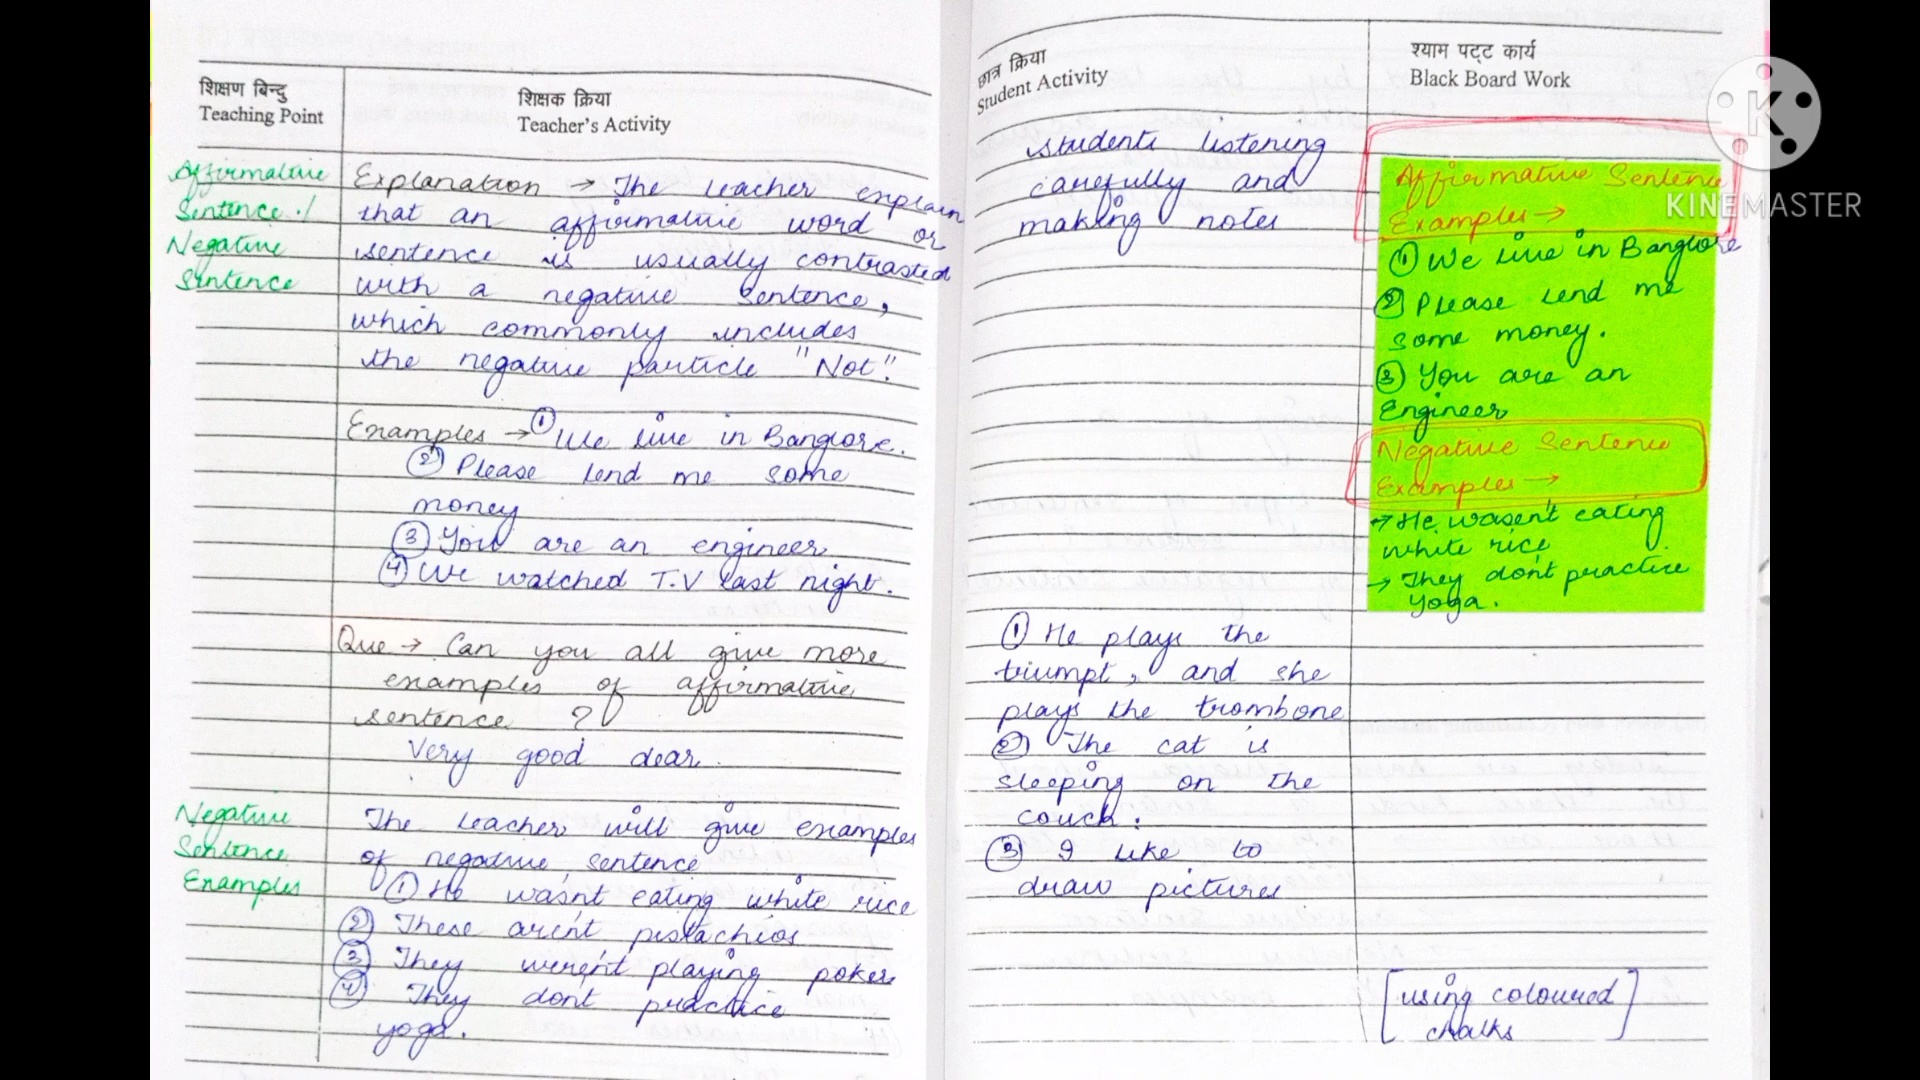 शिक्षण बिन्दु
Teaching Point
शिक्षक क्रिया
Teacher's Activity
Affirmative
Sentence /
Negative
Sentence
Explanation → The teacher explain
that an affirmative word or
sentence is usually contrasted
with a negative sentence,
which commonly includes
the negative particle "Not".
Examples → ① We live in Banglore.
② Please lend me some
money
③ You are an engineer
④ We watched T.V last night.
Que → Can you all give more
examples of affirmative
sentence ?
Very good dear
Negative
Sentence
Examples
The teacher will give examples
of negative sentence
① He wasn't eating white rice
② These aren't pistachios
③ They weren't playing poker
④ They don't practice
yoga.
छात्र क्रिया
Student Activity
students listening
carefully and
making notes
① He plays the
triumpt, and she
plays the trombone
② The cat is
sleeping on the
couch.
③ I like to
draw pictures
श्याम पट्ट कार्य
Black Board Work
Affirmative Sentence
Examples →
① We live in Banglore
② Please lend me
some money.
③ You are an
Engineer
Negative Sentence
Examples →
→ He wasn't eating
white rice
→ They don't practice
yoga.
[using coloured
chalks]
K
KINEMASTER